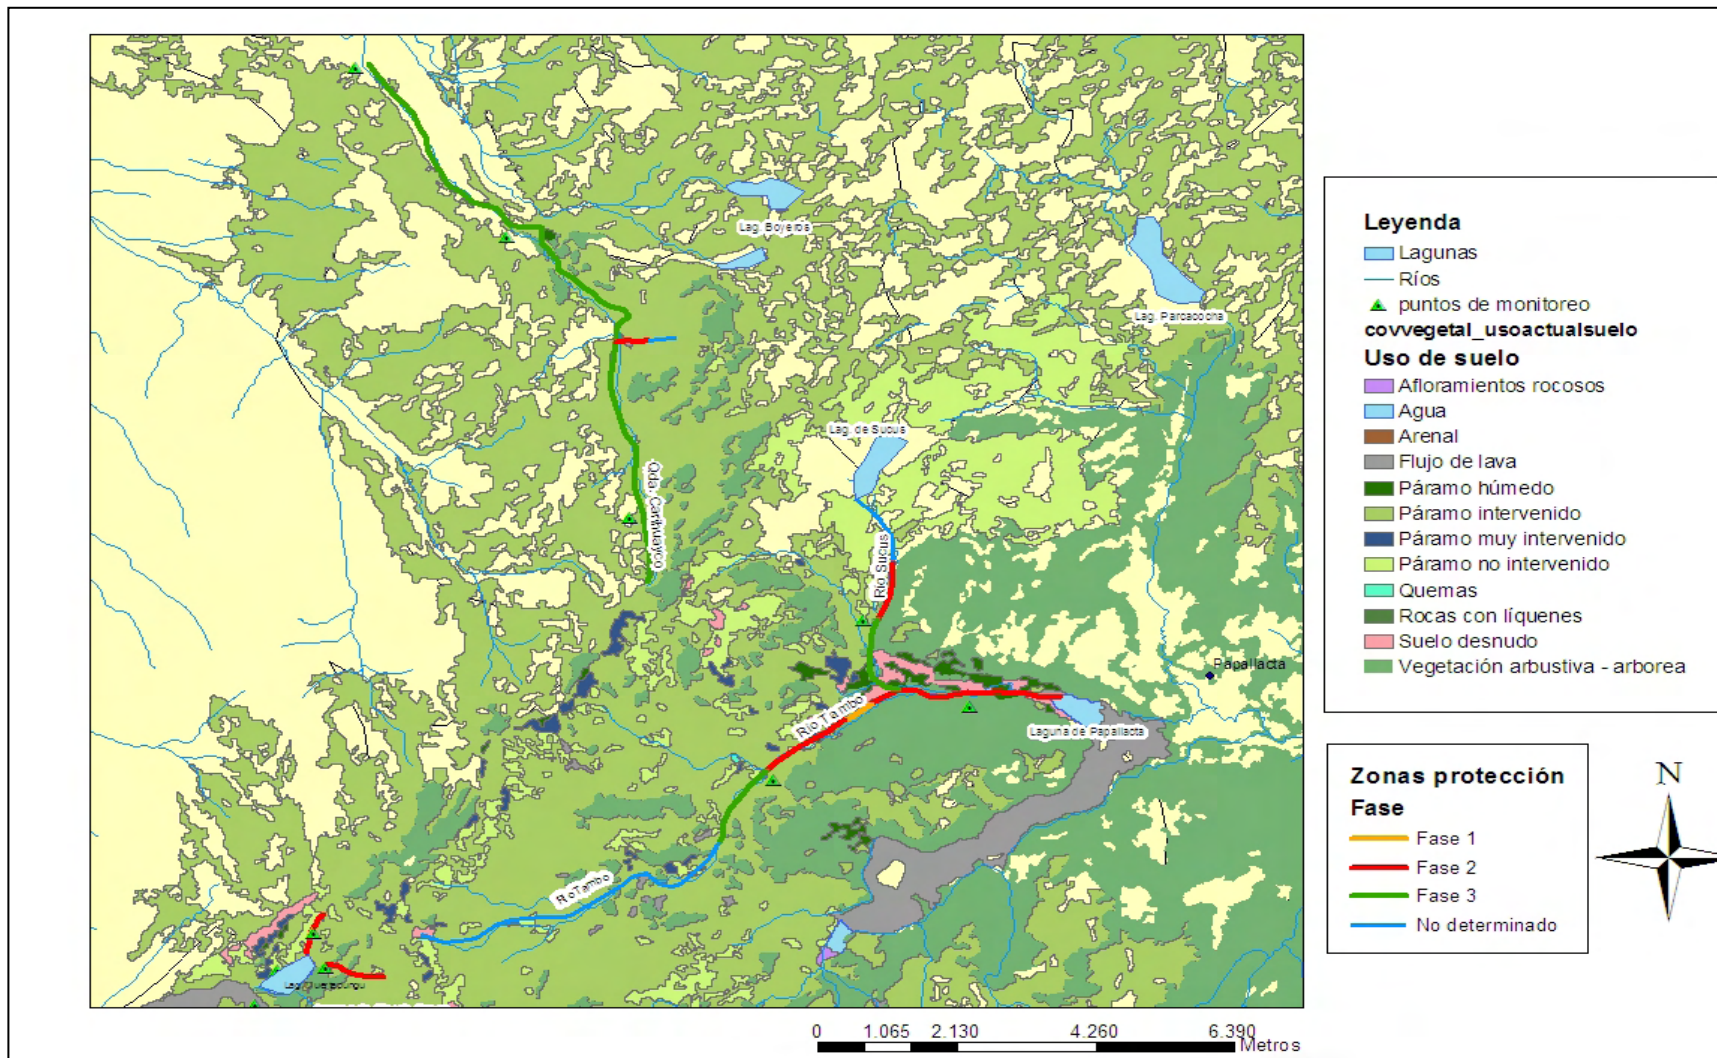 Lag. Boyeros
Lag. Parcacocha
Lag. de Sucus
Qda. Carihuayco
Río Sucus
Papallacta
Río Tambo
Laguna de Papallacta
Río Tambo
Leyenda
Lagunas
Ríos
puntos de monitoreo
covvegetal_usoactualsuelo
Uso de suelo
Afloramientos rocosos
Agua
Arenal
Flujo de lava
Páramo húmedo
Páramo intervenido
Páramo muy intervenido
Páramo no intervenido
Quemas
Rocas con líquenes
Suelo desnudo
Vegetación arbustiva - arborea
Zonas protección
Fase
Fase 1
Fase 2
Fase 3
No determinado
N
0 1.065 2.130 4.260 6.390
Metros